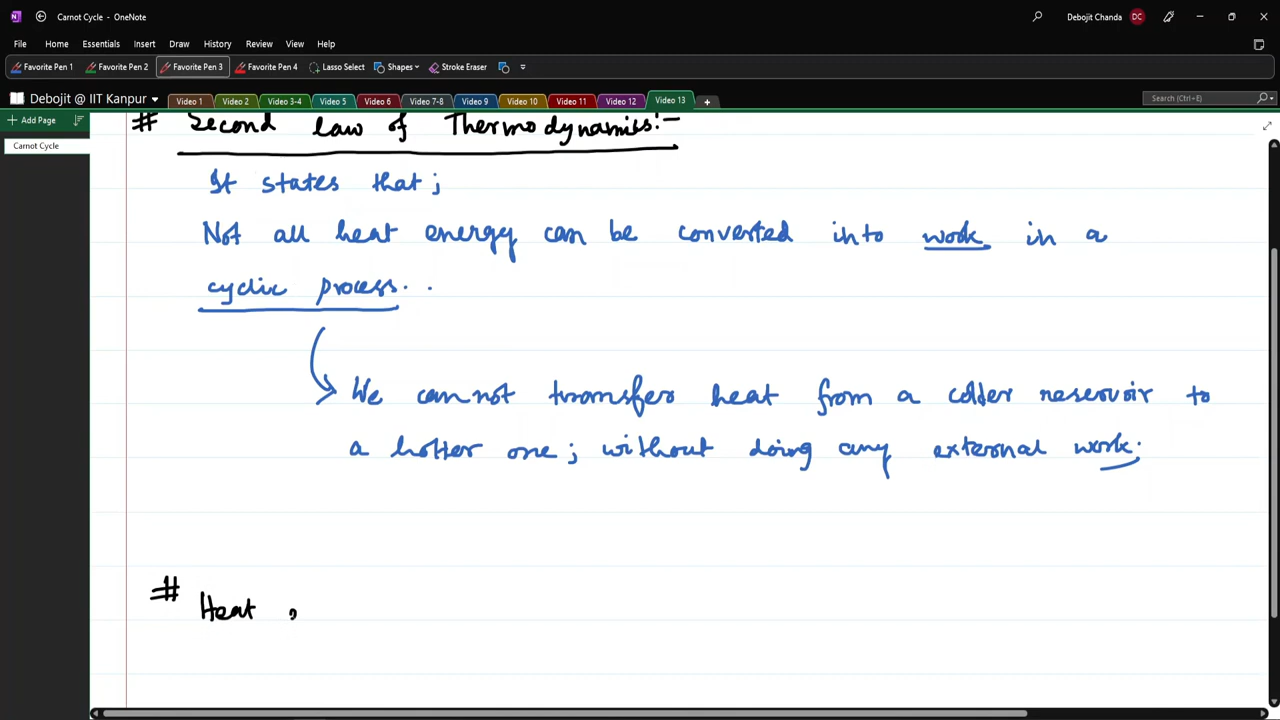 Carnot Cycle - OneNote
Debojit Chanda DC
File Home Essentials Insert Draw History Review View Help
Favorite Pen 1 Favorite Pen 2 Favorite Pen 3 Favorite Pen 4 Lasso Select Shapes Stroke Eraser
Debojit @ IIT Kanpur Video 1 Video 2 Video 3-4 Video 5 Video 6 Video 7-8 Video 9 Video 10 Video 11 Video 12 Video 13 + Search (Ctrl+E)
+ Add Page
Carnot Cycle
# Second law of Thermodynamics:-
It states that ;
Not all heat energy can be converted into work in a
cyclic process. .
We cannot transfer heat from a colder reservoir to
a hotter one ; without doing any external work.
# Heat